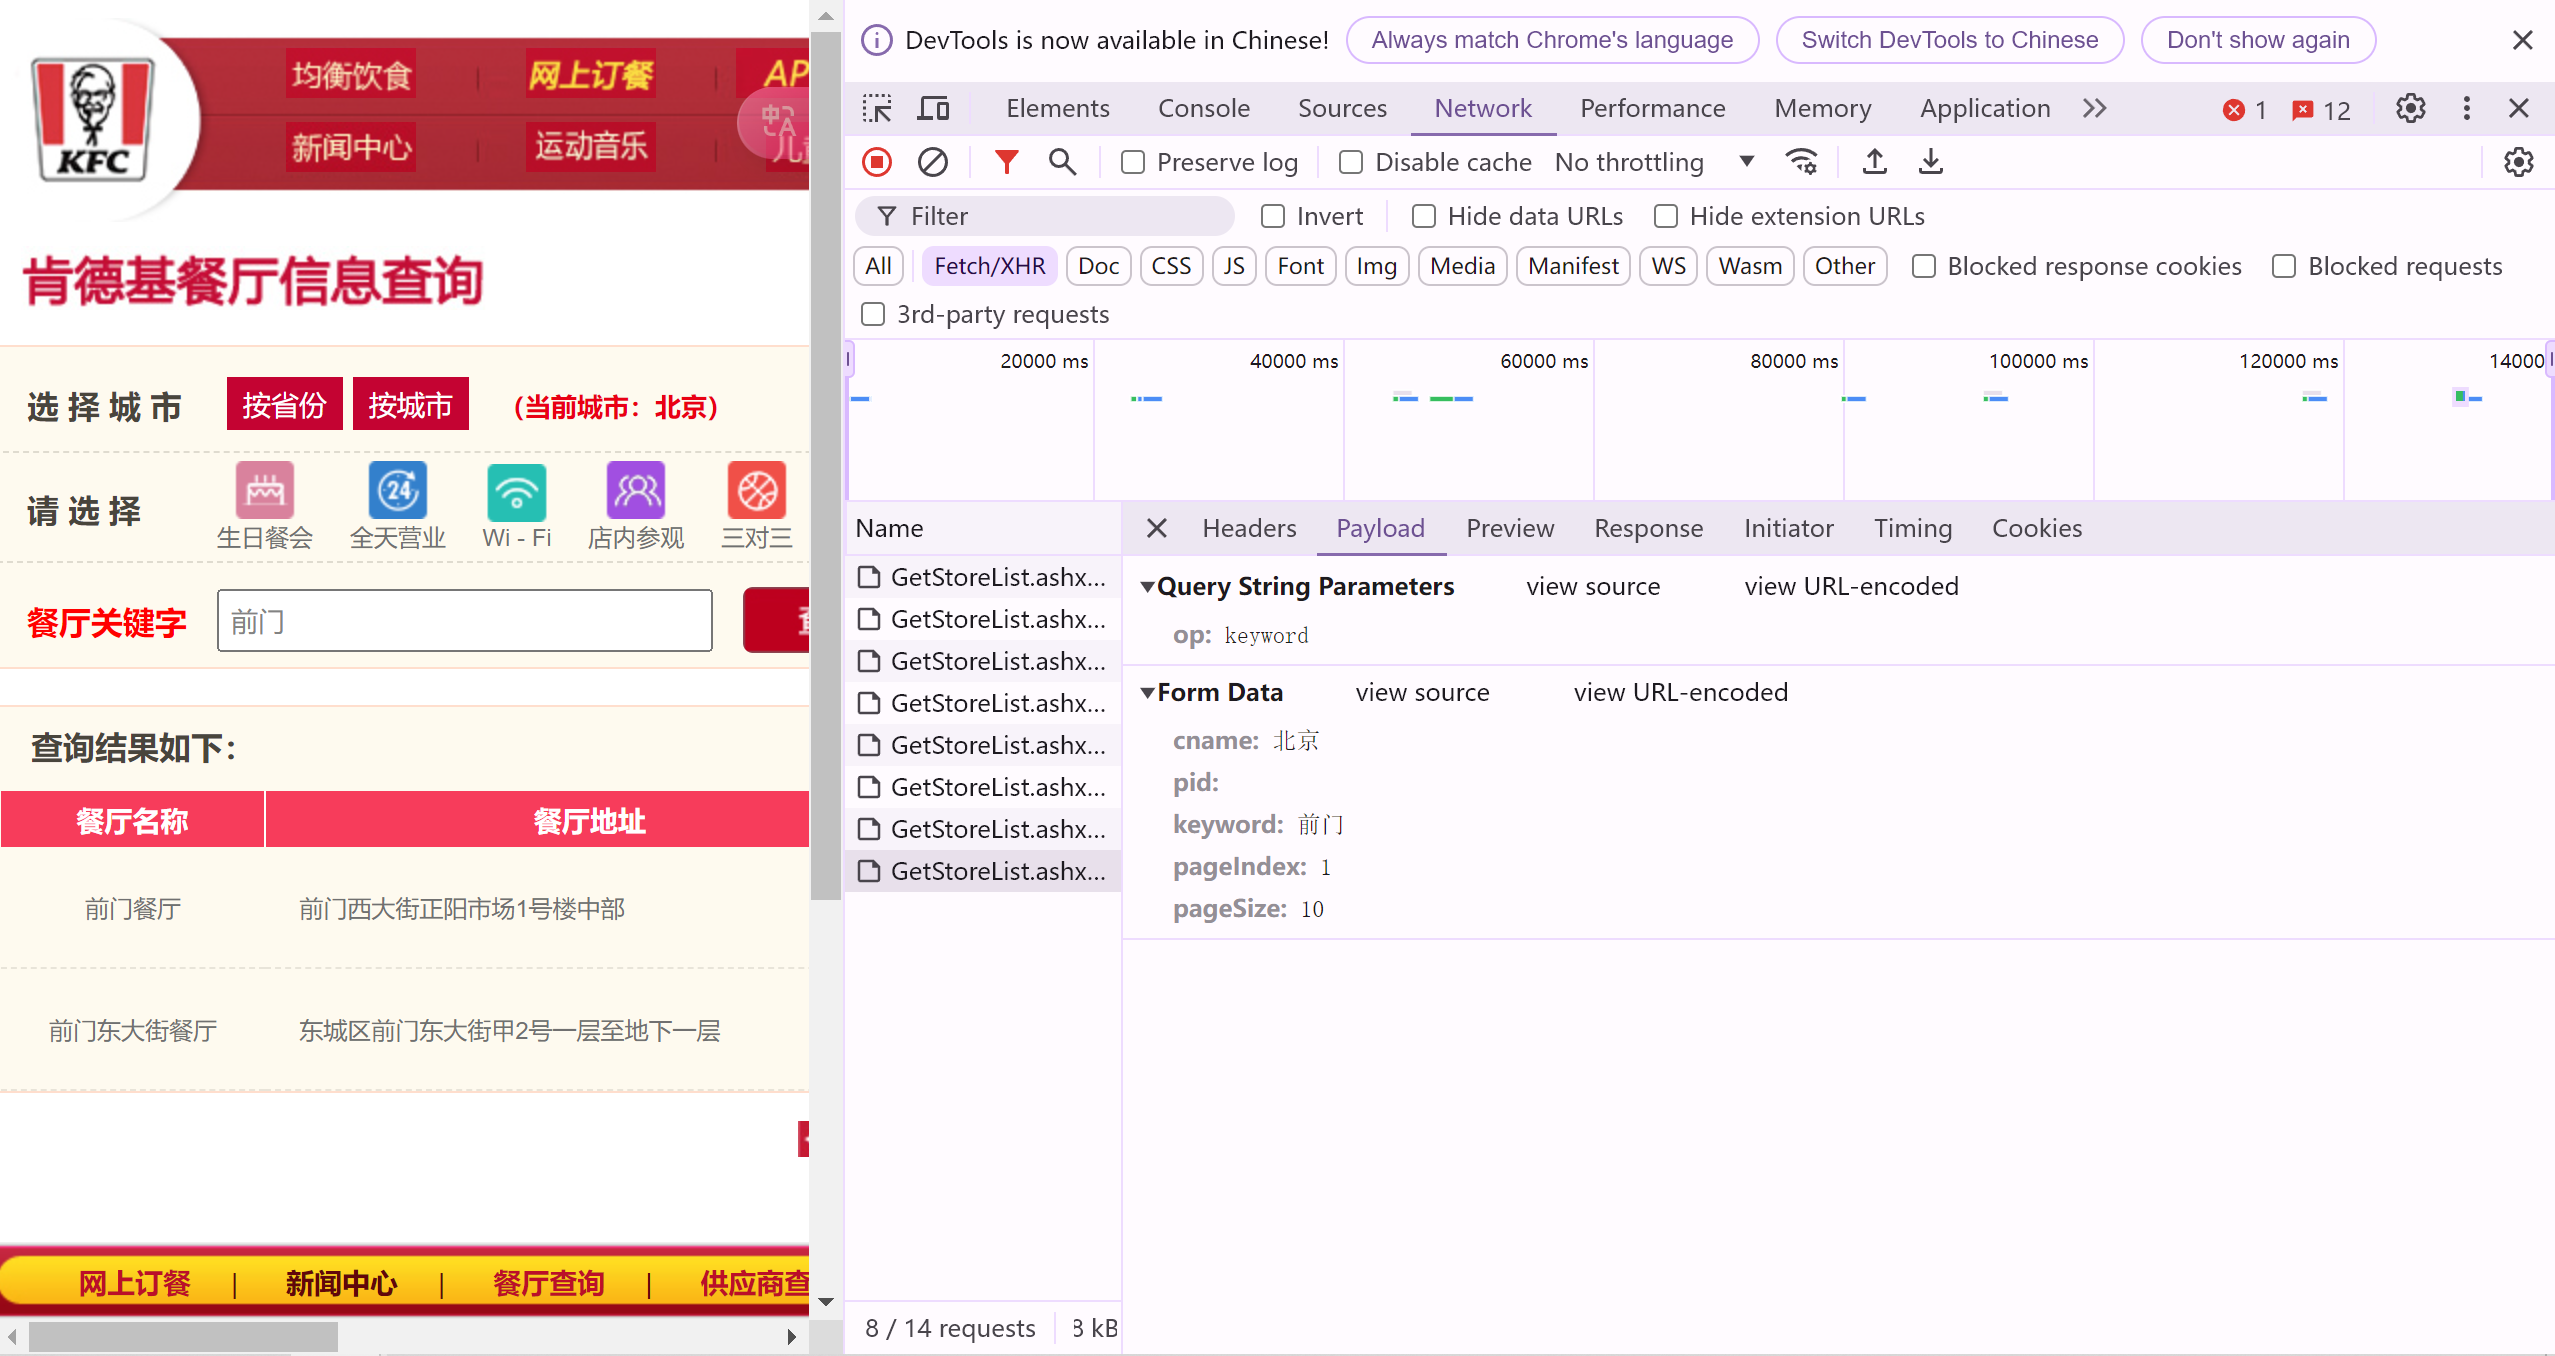 KFC
均衡饮食
网上订餐
AP
新闻中心
运动音乐
肯德基餐厅信息查询
选 择 城 市
按省份
按城市
（当前城市：北京）
请 选 择
24
生日餐会
全天营业
Wi - Fi
店内参观
三对三
餐厅关键字
前门
查询结果如下：
餐厅名称
餐厅地址
前门餐厅
前门西大街正阳市场1号楼中部
前门东大街餐厅
东城区前门东大街甲2号一层至地下一层
网上订餐 | 新闻中心 | 餐厅查询 | 供应商查
DevTools is now available in Chinese!
Always match Chrome's language
Switch DevTools to Chinese
Don't show again
Elements
Console
Sources
Network
Performance
Memory
Application
1
12
Preserve log
Disable cache
No throttling
Filter
Invert
Hide data URLs
Hide extension URLs
All
Fetch/XHR
Doc
CSS
JS
Font
Img
Media
Manifest
WS
Wasm
Other
Blocked response cookies
Blocked requests
3rd-party requests
20000 ms
40000 ms
60000 ms
80000 ms
100000 ms
120000 ms
14000
Name
GetStoreList.ashx...
GetStoreList.ashx...
GetStoreList.ashx...
GetStoreList.ashx...
GetStoreList.ashx...
GetStoreList.ashx...
GetStoreList.ashx...
GetStoreList.ashx...
8 / 14 requests
3 kB
Headers
Payload
Preview
Response
Initiator
Timing
Cookies
Query String Parameters
view source
view URL-encoded
op: keyword
Form Data
view source
view URL-encoded
cname: 北京
pid:
keyword: 前门
pageIndex: 1
pageSize: 10